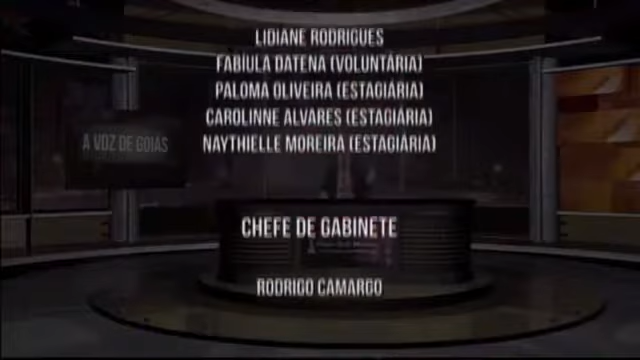 LIDIANE RODRIGUES
FABÍULA DATENA (VOLUNTÁRIA)
PALOMA OLIVEIRA (ESTAGIÁRIA)
CAROLINNE ALVARES (ESTAGIÁRIA)
NAYTHIELLE MOREIRA (ESTAGIÁRIA)
A VOZ DE GOIÁS
CHEFE DE GABINETE
RODRIGO CAMARGO